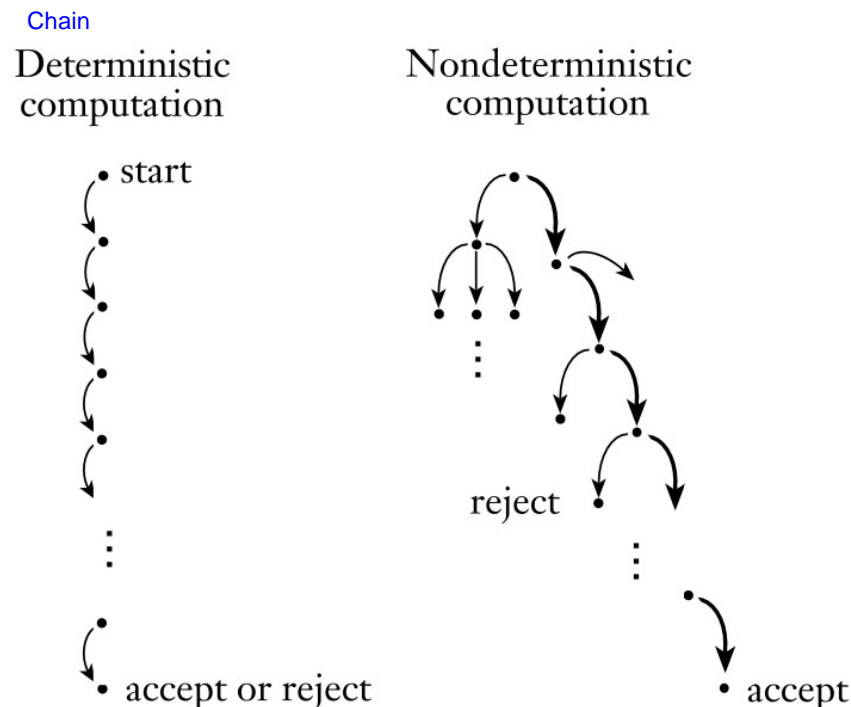 Chain
Deterministic
computation
start
accept or reject
Nondeterministic
computation
reject
accept